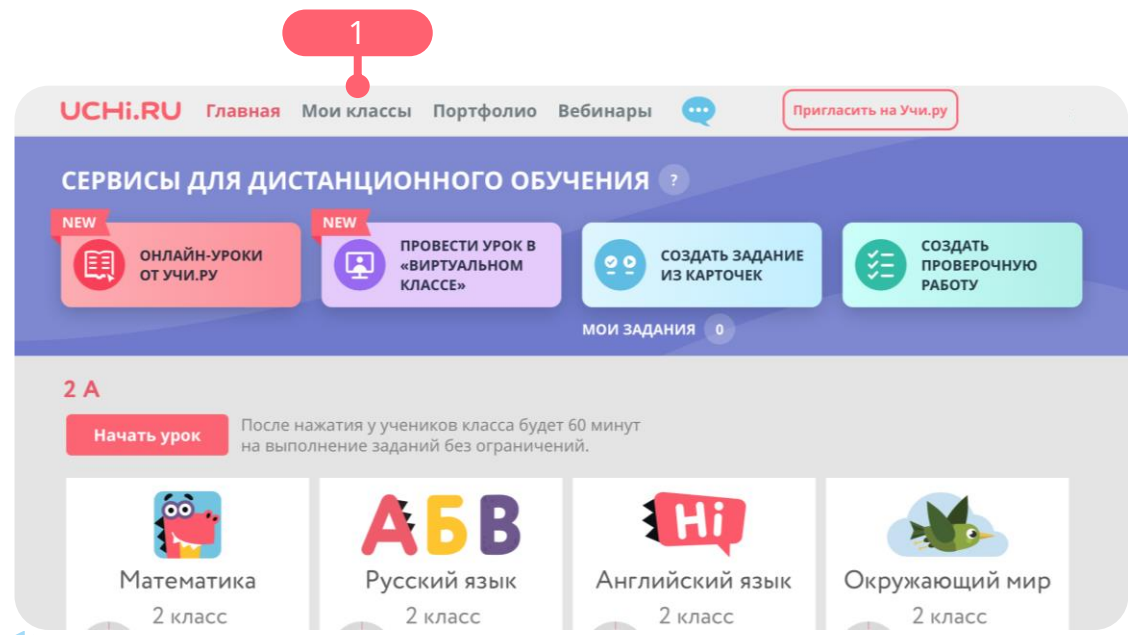 1
UCHi.RU Главная Мои классы Портфолио Вебинары Пригласить на Учи.ру
СЕРВИСЫ ДЛЯ ДИСТАНЦИОННОГО ОБУЧЕНИЯ ?
NEW
ОНЛАЙН-УРОКИ
ОТ УЧИ.РУ
NEW
ПРОВЕСТИ УРОК В
«ВИРТУАЛЬНОМ
КЛАССЕ»
СОЗДАТЬ ЗАДАНИЕ
ИЗ КАРТОЧЕК
СОЗДАТЬ
ПРОВЕРОЧНУЮ
РАБОТУ
МОИ ЗАДАНИЯ 0
2 А
Начать урок
После нажатия у учеников класса будет 60 минут
на выполнение заданий без ограничений.
АБВ
Hi
Математика
2 класс
Русский язык
2 класс
Английский язык
2 класс
Окружающий мир
2 класс